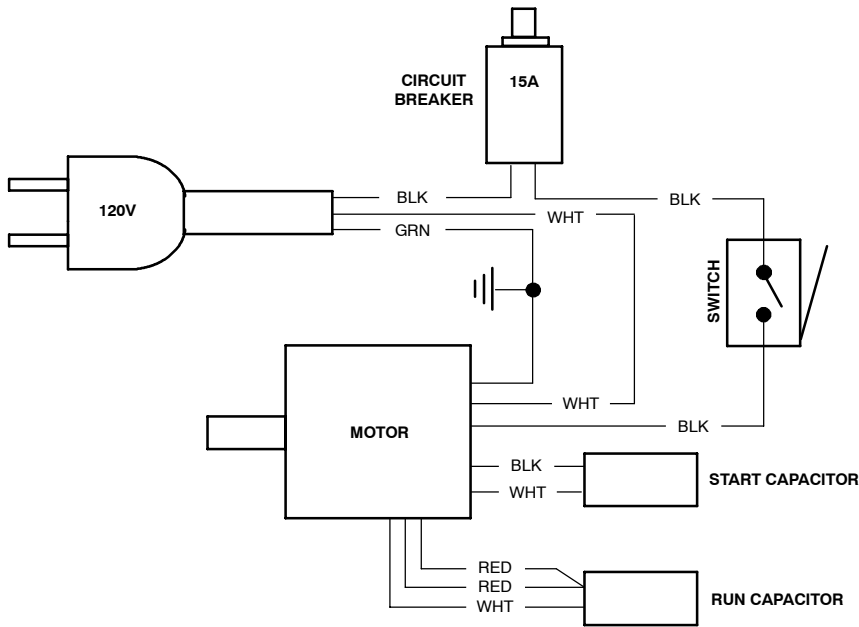 CIRCUIT
BREAKER
15A
120V
BLK
BLK
WHT
GRN
SWITCH
MOTOR
WHT
BLK
BLK
WHT
START CAPACITOR
RED
RED
WHT
RUN CAPACITOR